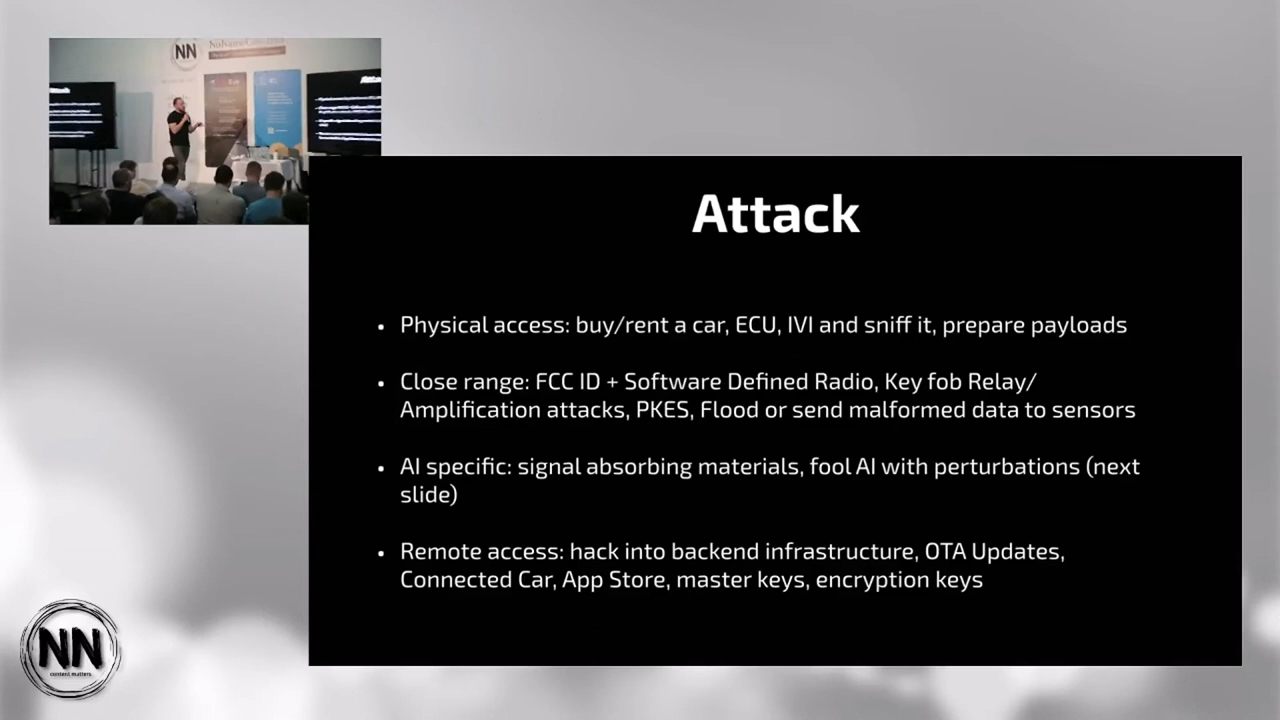 NN
NoNameCon
Attack
• Physical access: buy/rent a car, ECU, IVI and sniff it, prepare payloads
• Close range: FCC ID + Software Defined Radio, Key fob Relay/
Amplification attacks, PKES, Flood or send malformed data to sensors
• AI specific: signal absorbing materials, fool AI with perturbations (next
slide)
• Remote access: hack into backend infrastructure, OTA Updates,
Connected Car, App Store, master keys, encryption keys
NN
content matters